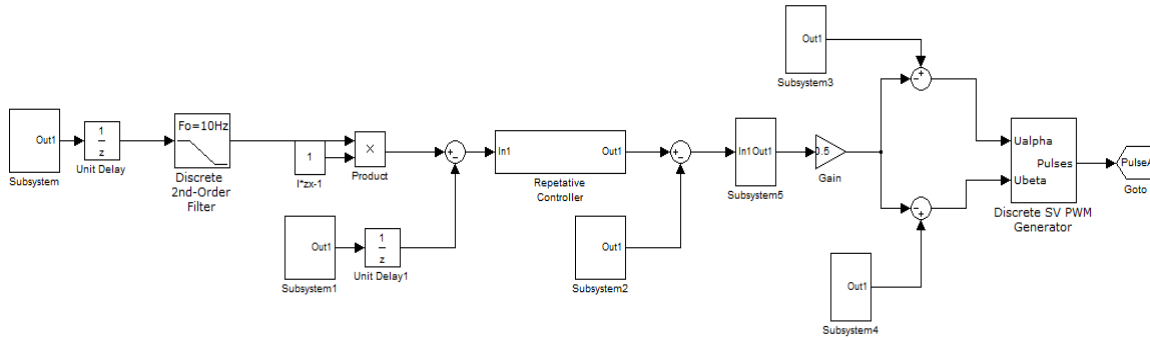 Out1
Subsystem3
Out1
Subsystem
1
z
Unit Delay
Fo=10Hz
Discrete
2nd-Order
Filter
1
I*zx-1
×
Product
In1
Out1
Repetative
Controller
In1Out1
Subsystem5
0.5
Gain
Ualpha
Pulses
Ubeta
Discrete SV PWM
Generator
PulseA
Goto
Out1
Subsystem1
1
z
Unit Delay1
Out1
Subsystem2
Out1
Subsystem4